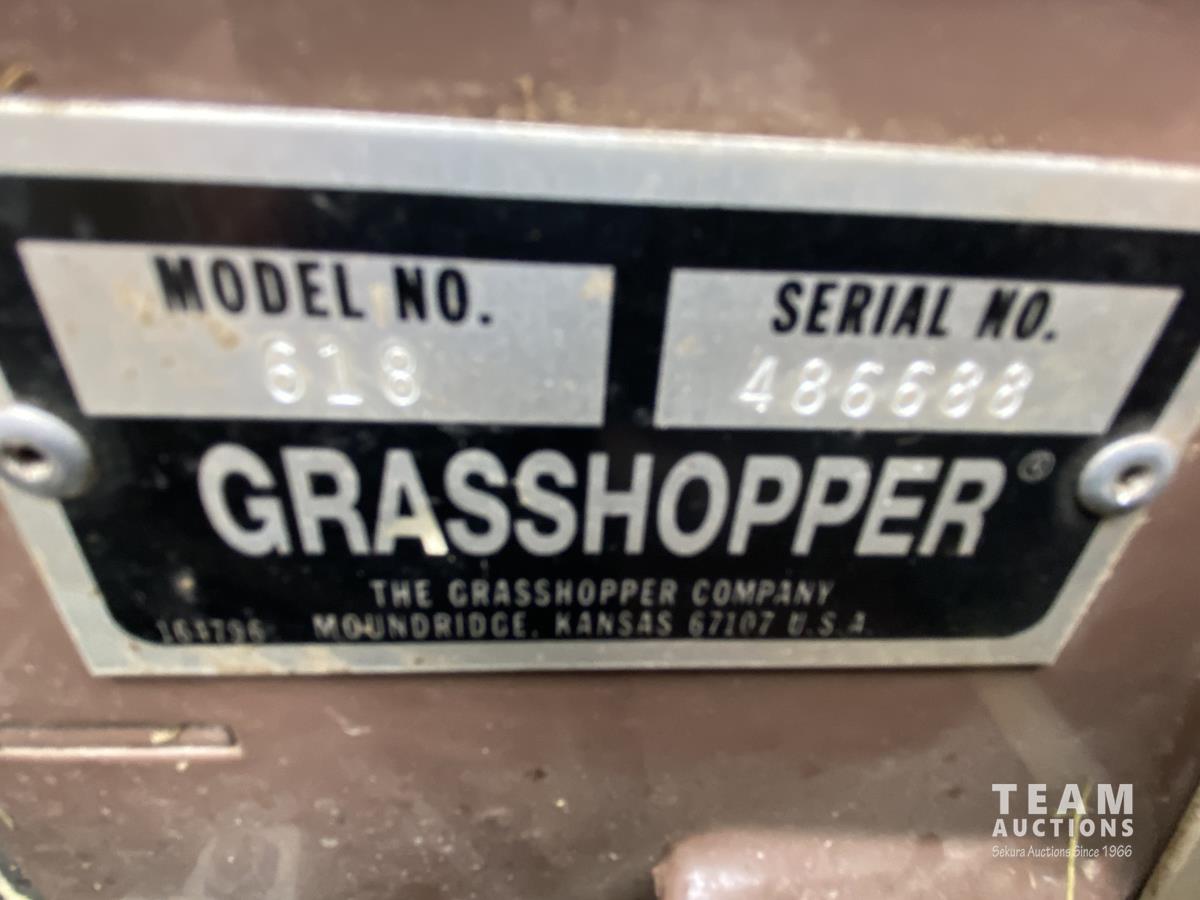 MODEL NO.
618
SERIAL NO.
486688
GRASSHOPPER®
THE GRASSHOPPER COMPANY
MOUNDRIDGE, KANSAS 67107 U.S.A.
TEAM
AUCTIONS
Sekura Auctions Since 1966